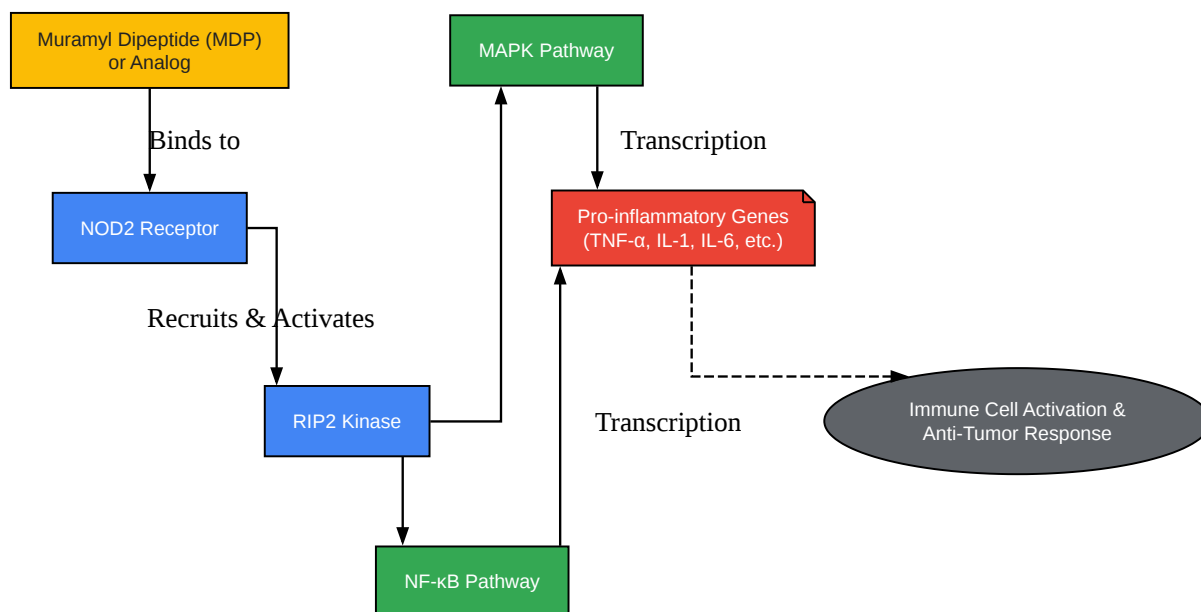 Muramyl Dipeptide (MDP)
or Analog
MAPK Pathway
Binds to
Transcription
NOD2 Receptor
Pro-inflammatory Genes
(TNF-α, IL-1, IL-6, etc.)
Recruits & Activates
RIP2 Kinase
Transcription
Immune Cell Activation &
Anti-Tumor Response
NF-κB Pathway